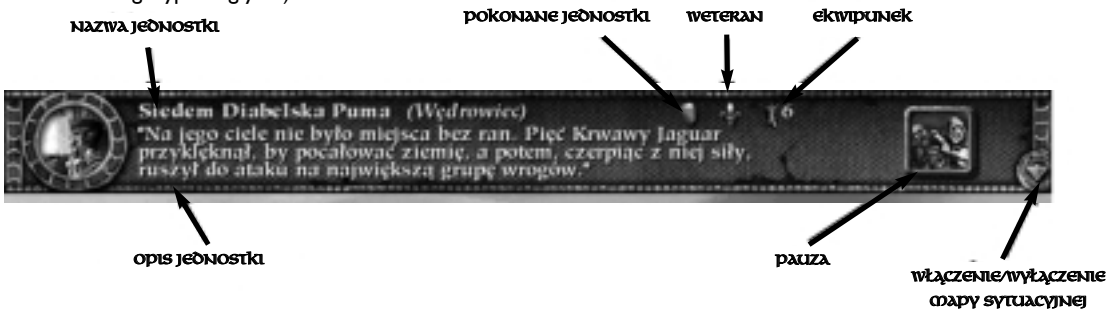 POKONANE JEDNOSTKI WETERAN EKWIPUNEK
NAZWA JEDNOSTKI
Siedem Diabelska Puma (Wędrowiec) 6
"Na jego ciele nie było miejsca bez ran. Pięć Krwawy Jaguar
przyklęknął, by pocałować ziemię, a potem, czerpiąc z niej siły,
ruszył do ataku na największą grupę wrogów."
OPIS JEDNOSTKI
PAUZA
WŁĄCZENIE/WYŁĄCZENIE
MAPY SYTUACYJNEJ